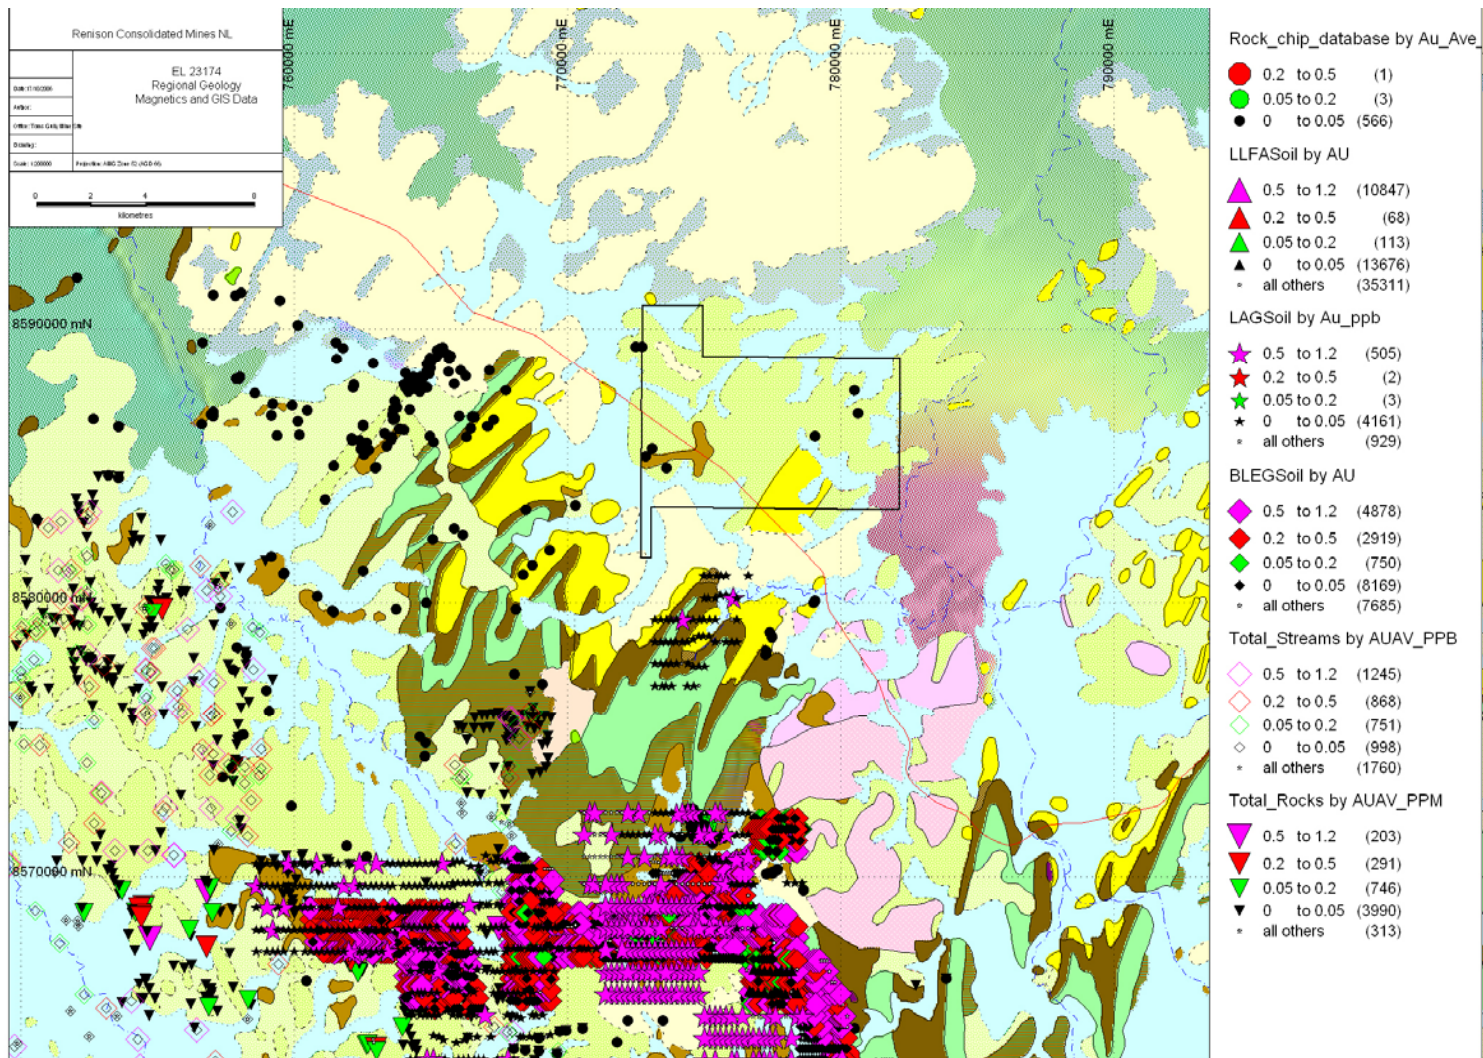 Renison Consolidated Mines NL
EL 23174
Regional Geology
Magnetics and GIS Data
Author:
Drawing:
0 2 4 8
kilometres
760000 mE
770000 mE
780000 mE
790000 mE
8590000 mN
8580000 mN
8570000 mN
Rock_chip_database by Au_Ave_
0.2 to 0.5 (1)
0.05 to 0.2 (3)
0 to 0.05 (566)
LLFASoil by AU
0.5 to 1.2 (10847)
0.2 to 0.5 (68)
0.05 to 0.2 (113)
0 to 0.05 (13676)
all others (35311)
LAGSoil by Au_ppb
0.5 to 1.2 (505)
0.2 to 0.5 (2)
0.05 to 0.2 (3)
0 to 0.05 (4161)
all others (929)
BLEGSoil by AU
0.5 to 1.2 (4878)
0.2 to 0.5 (2919)
0.05 to 0.2 (750)
0 to 0.05 (8169)
all others (7685)
Total_Streams by AUAV_PPB
0.5 to 1.2 (1245)
0.2 to 0.5 (868)
0.05 to 0.2 (751)
0 to 0.05 (998)
all others (1760)
Total_Rocks by AUAV_PPM
0.5 to 1.2 (203)
0.2 to 0.5 (291)
0.05 to 0.2 (746)
0 to 0.05 (3990)
all others (313)